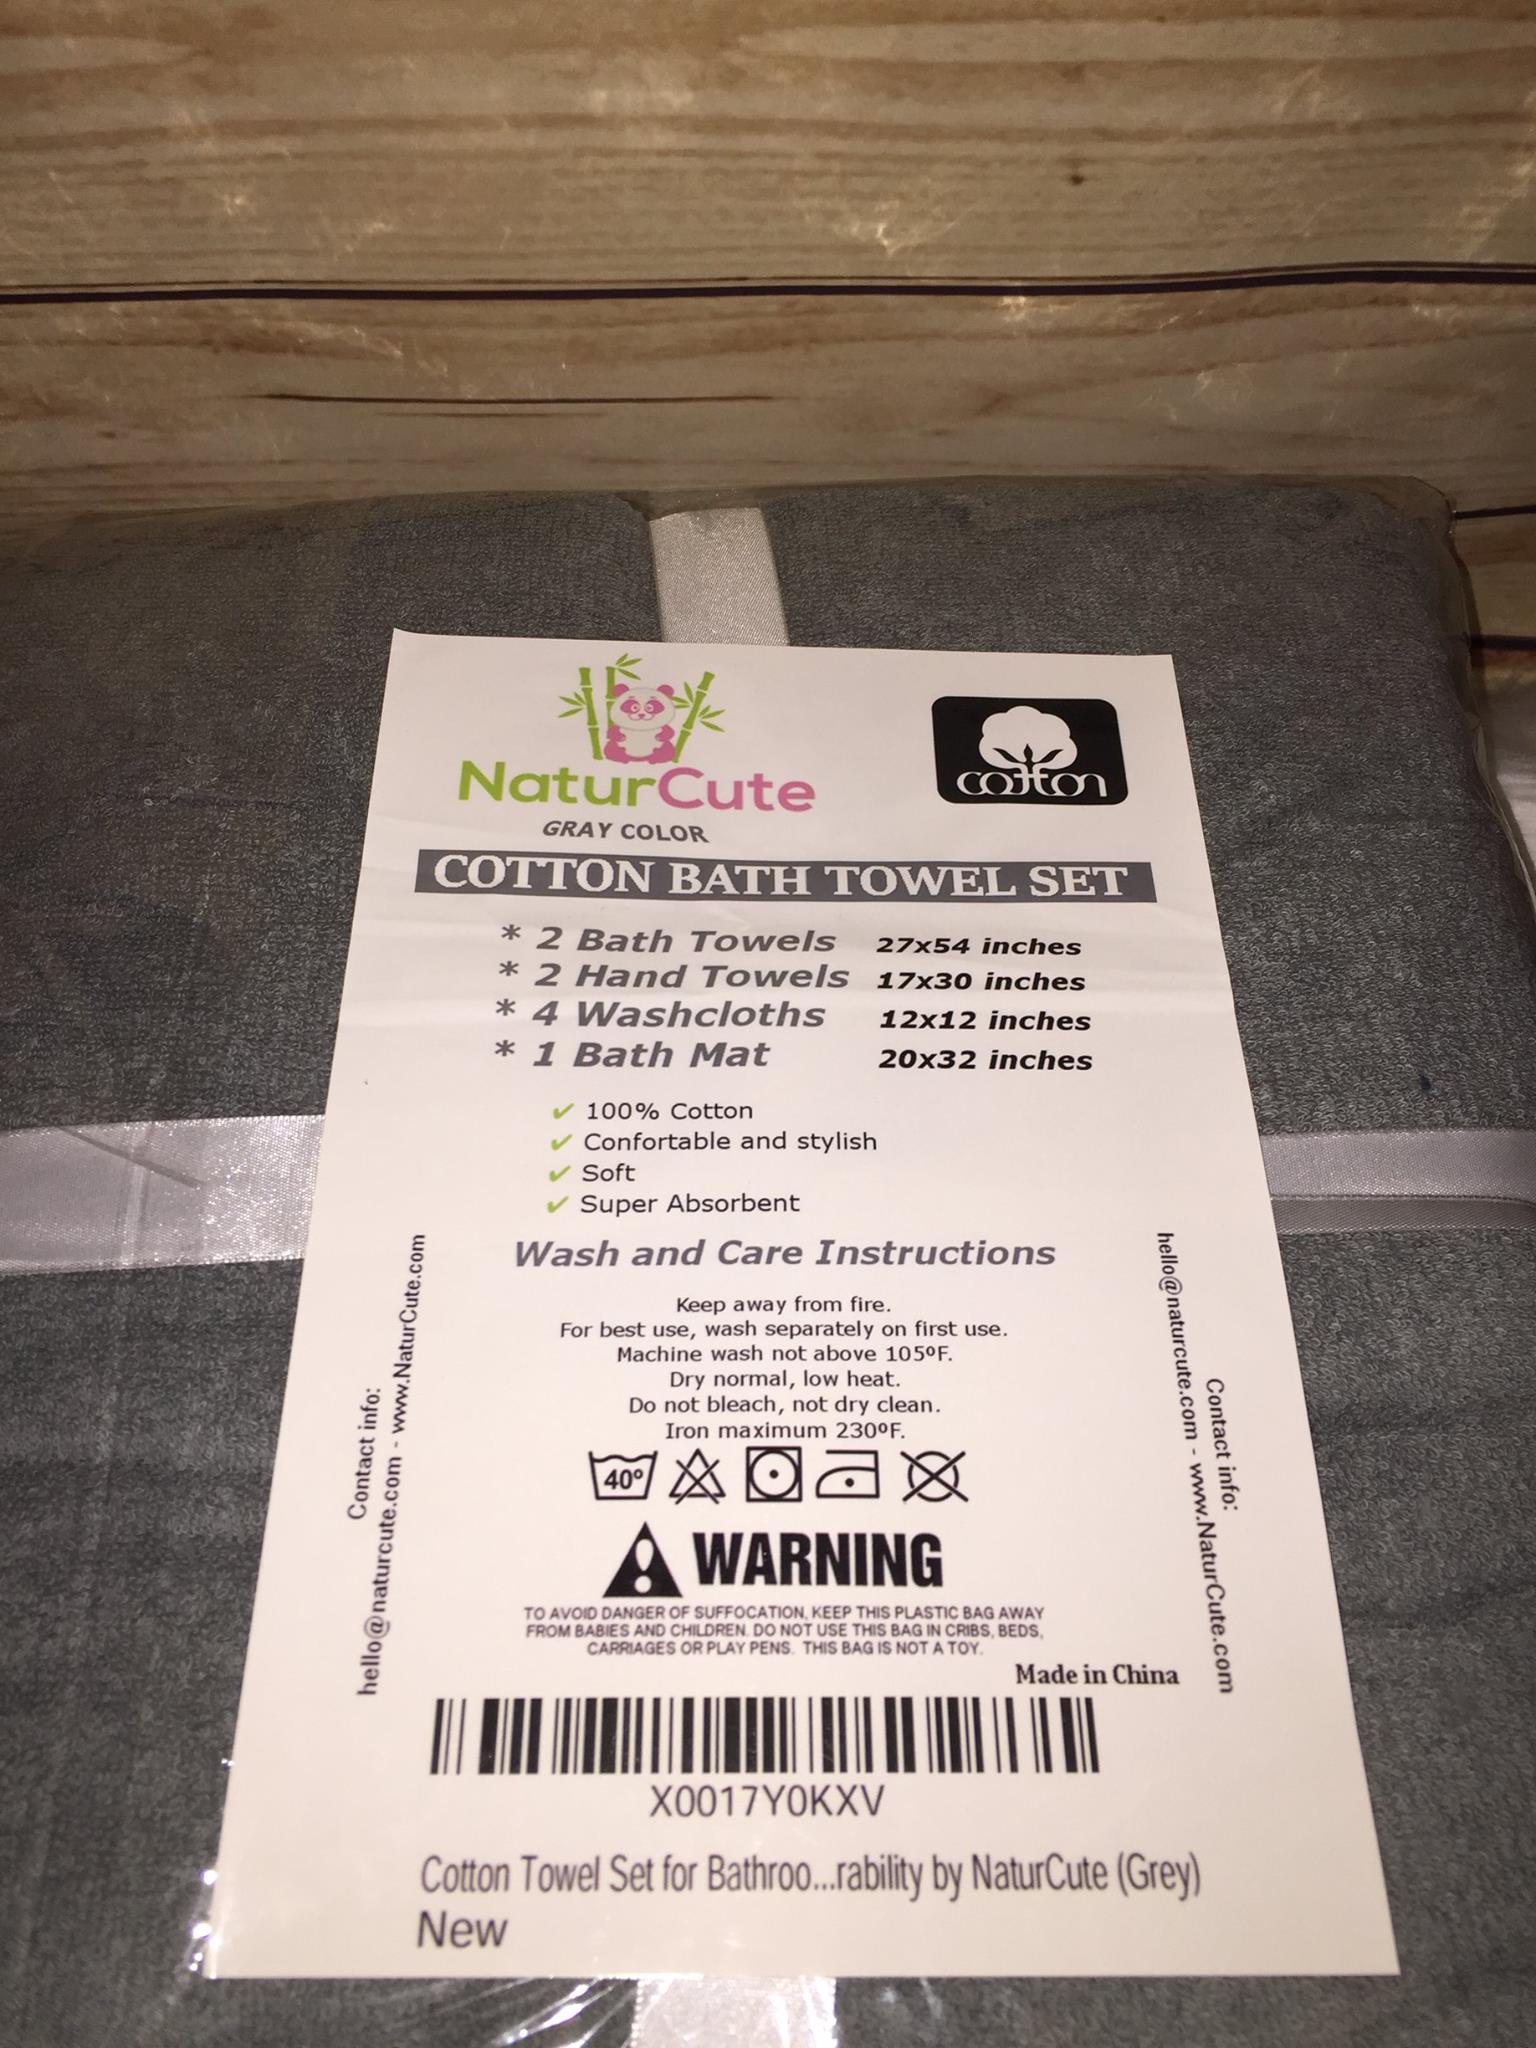 NaturCute
cotton
GRAY COLOR
COTTON BATH TOWEL SET
* 2 Bath Towels 27x54 inches
* 2 Hand Towels 17x30 inches
* 4 Washcloths 12x12 inches
* 1 Bath Mat 20x32 inches
✔ 100% Cotton
✔ Confortable and stylish
✔ Soft
✔ Super Absorbent
Wash and Care Instructions
Keep away from fire.
For best use, wash separately on first use.
Machine wash not above 105ºF.
Dry normal, low heat.
Do not bleach, not dry clean.
Iron maximum 230ºF.
40º
Contact info:
hello@naturcute.com - www.NaturCute.com
Contact info:
hello@naturcute.com - www.NaturCute.com
WARNING
TO AVOID DANGER OF SUFFOCATION, KEEP THIS PLASTIC BAG AWAY
FROM BABIES AND CHILDREN. DO NOT USE THIS BAG IN CRIBS, BEDS,
CARRIAGES OR PLAY PENS. THIS BAG IS NOT A TOY.
Made in China
X0017Y0KXV
Cotton Towel Set for Bathroo...rability by NaturCute (Grey)
New